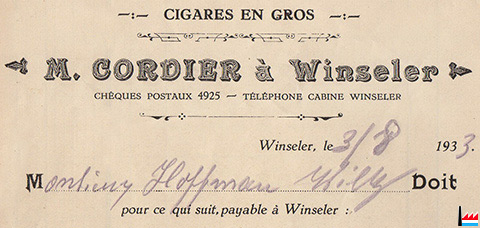 — CIGARES EN GROS —
M. CORDIER à Winseler
CHÈQUES POSTAUX 4925 — TÉLÉPHONE CABINE WINSELER
Winseler, le 3/8 1933.
Monsieur Hoffman Wiltz Doit
pour ce qui suit, payable à Winseler :